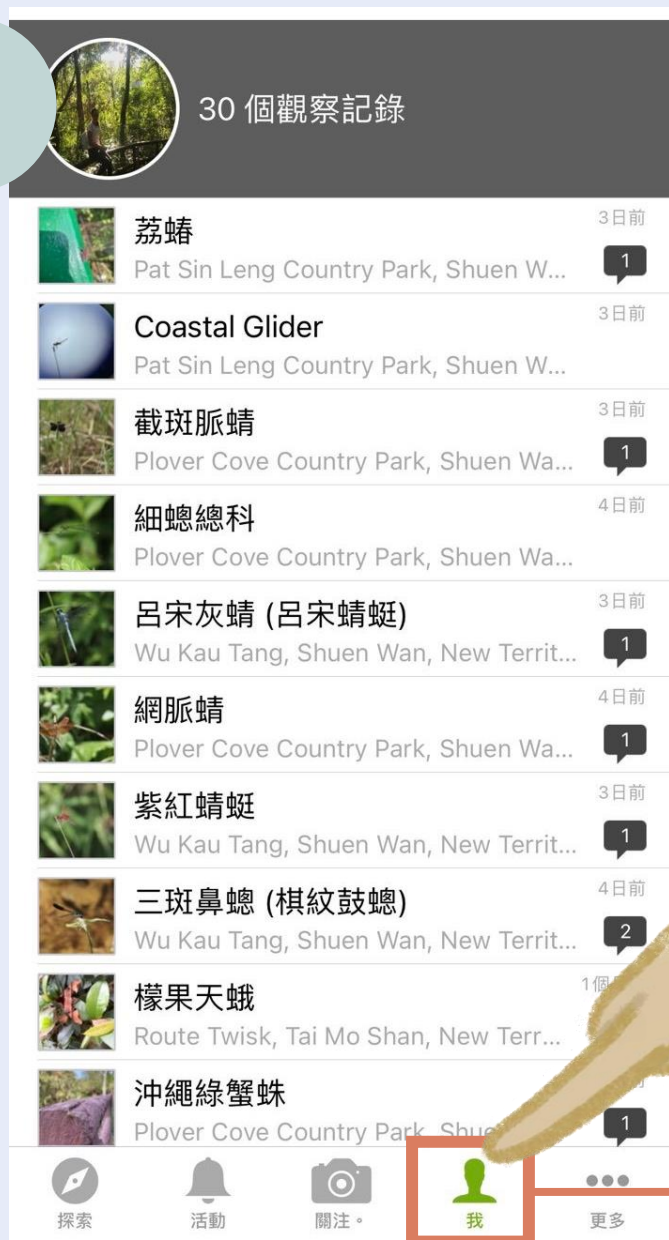 30 個觀察記錄
荔蝽
3日前
Pat Sin Leng Country Park, Shuen W...
1
Coastal Glider
3日前
Pat Sin Leng Country Park, Shuen W...
截斑脈蜻
3日前
Plover Cove Country Park, Shuen Wa...
1
細蟌總科
4日前
Plover Cove Country Park, Shuen Wa...
呂宋灰蜻 (呂宋蜻蜓)
3日前
Wu Kau Tang, Shuen Wan, New Territ...
1
網脈蜻
4日前
Plover Cove Country Park, Shuen Wa...
1
紫紅蜻蜓
3日前
Wu Kau Tang, Shuen Wan, New Territ...
1
三斑鼻蟌 (棋紋鼓蟌)
4日前
Wu Kau Tang, Shuen Wan, New Territ...
2
檬果天蛾
1個
Route Twisk, Tai Mo Shan, New Terr...
沖繩綠蟹蛛
Plover Cove Country Park, Shue
1
探索
活動
關注。
我
更多